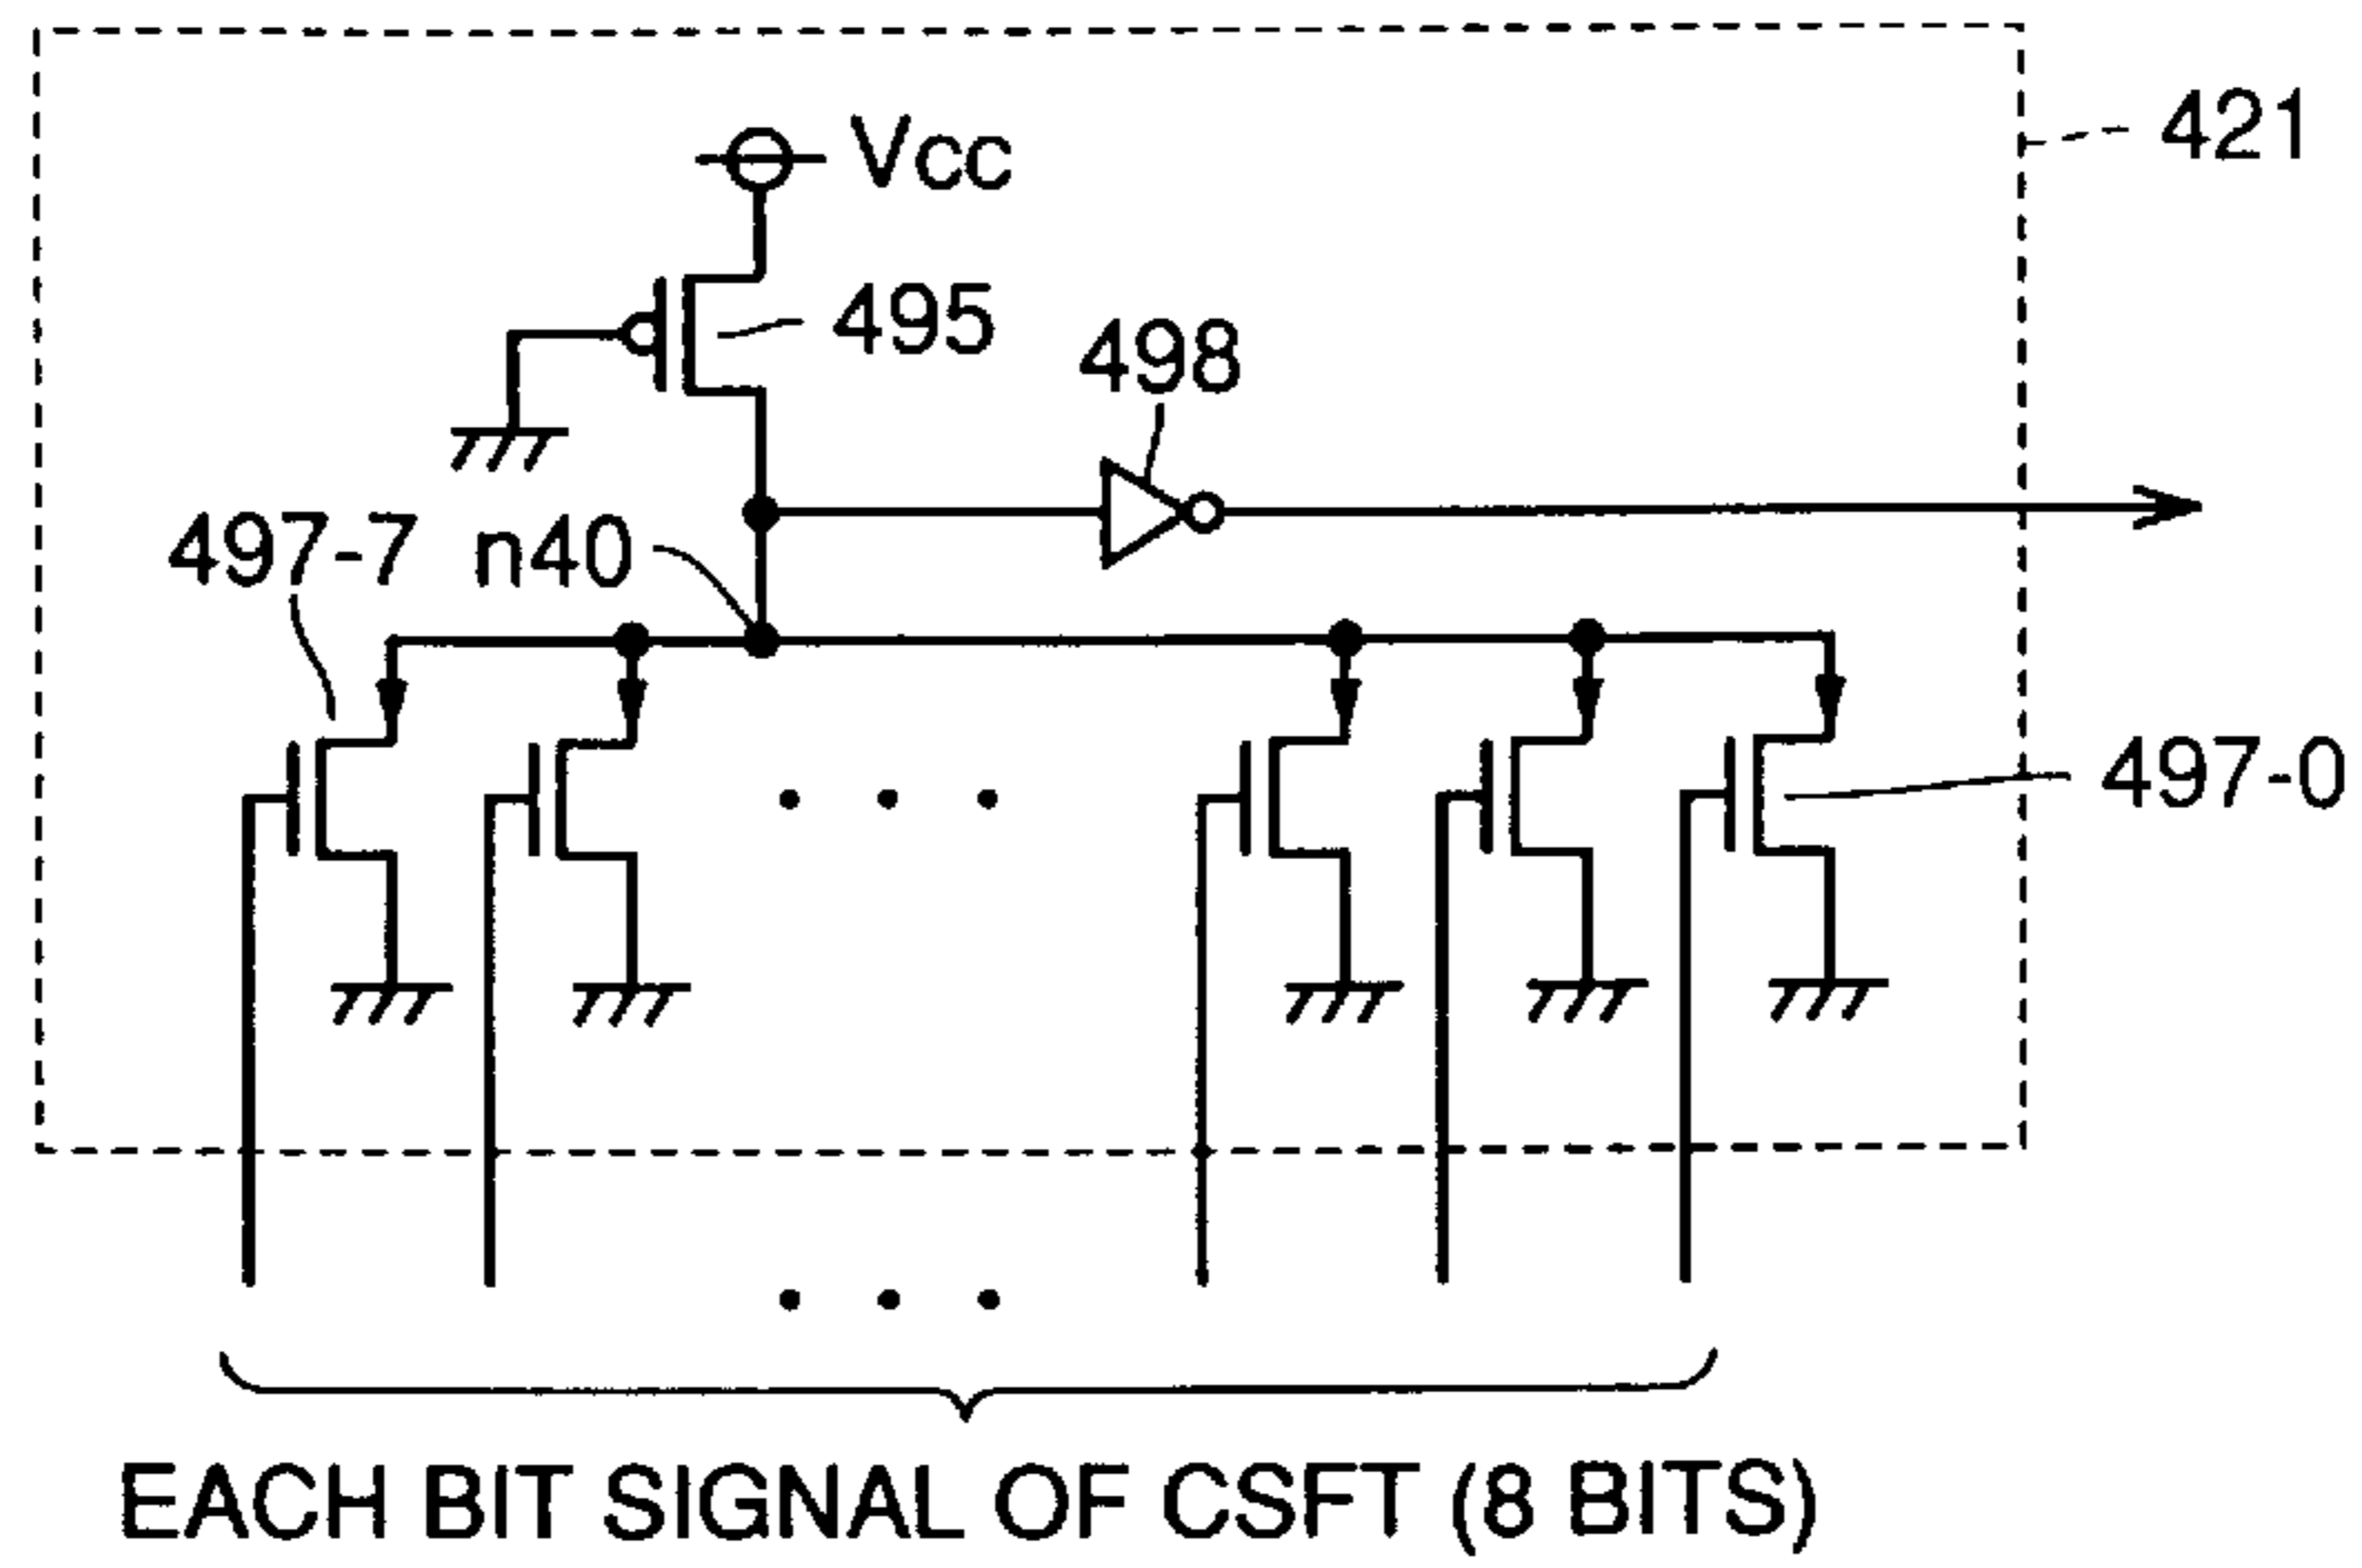 421
Vcc
495
498
497-7 n40
497-0
EACH BIT SIGNAL OF CSFT (8 BITS)